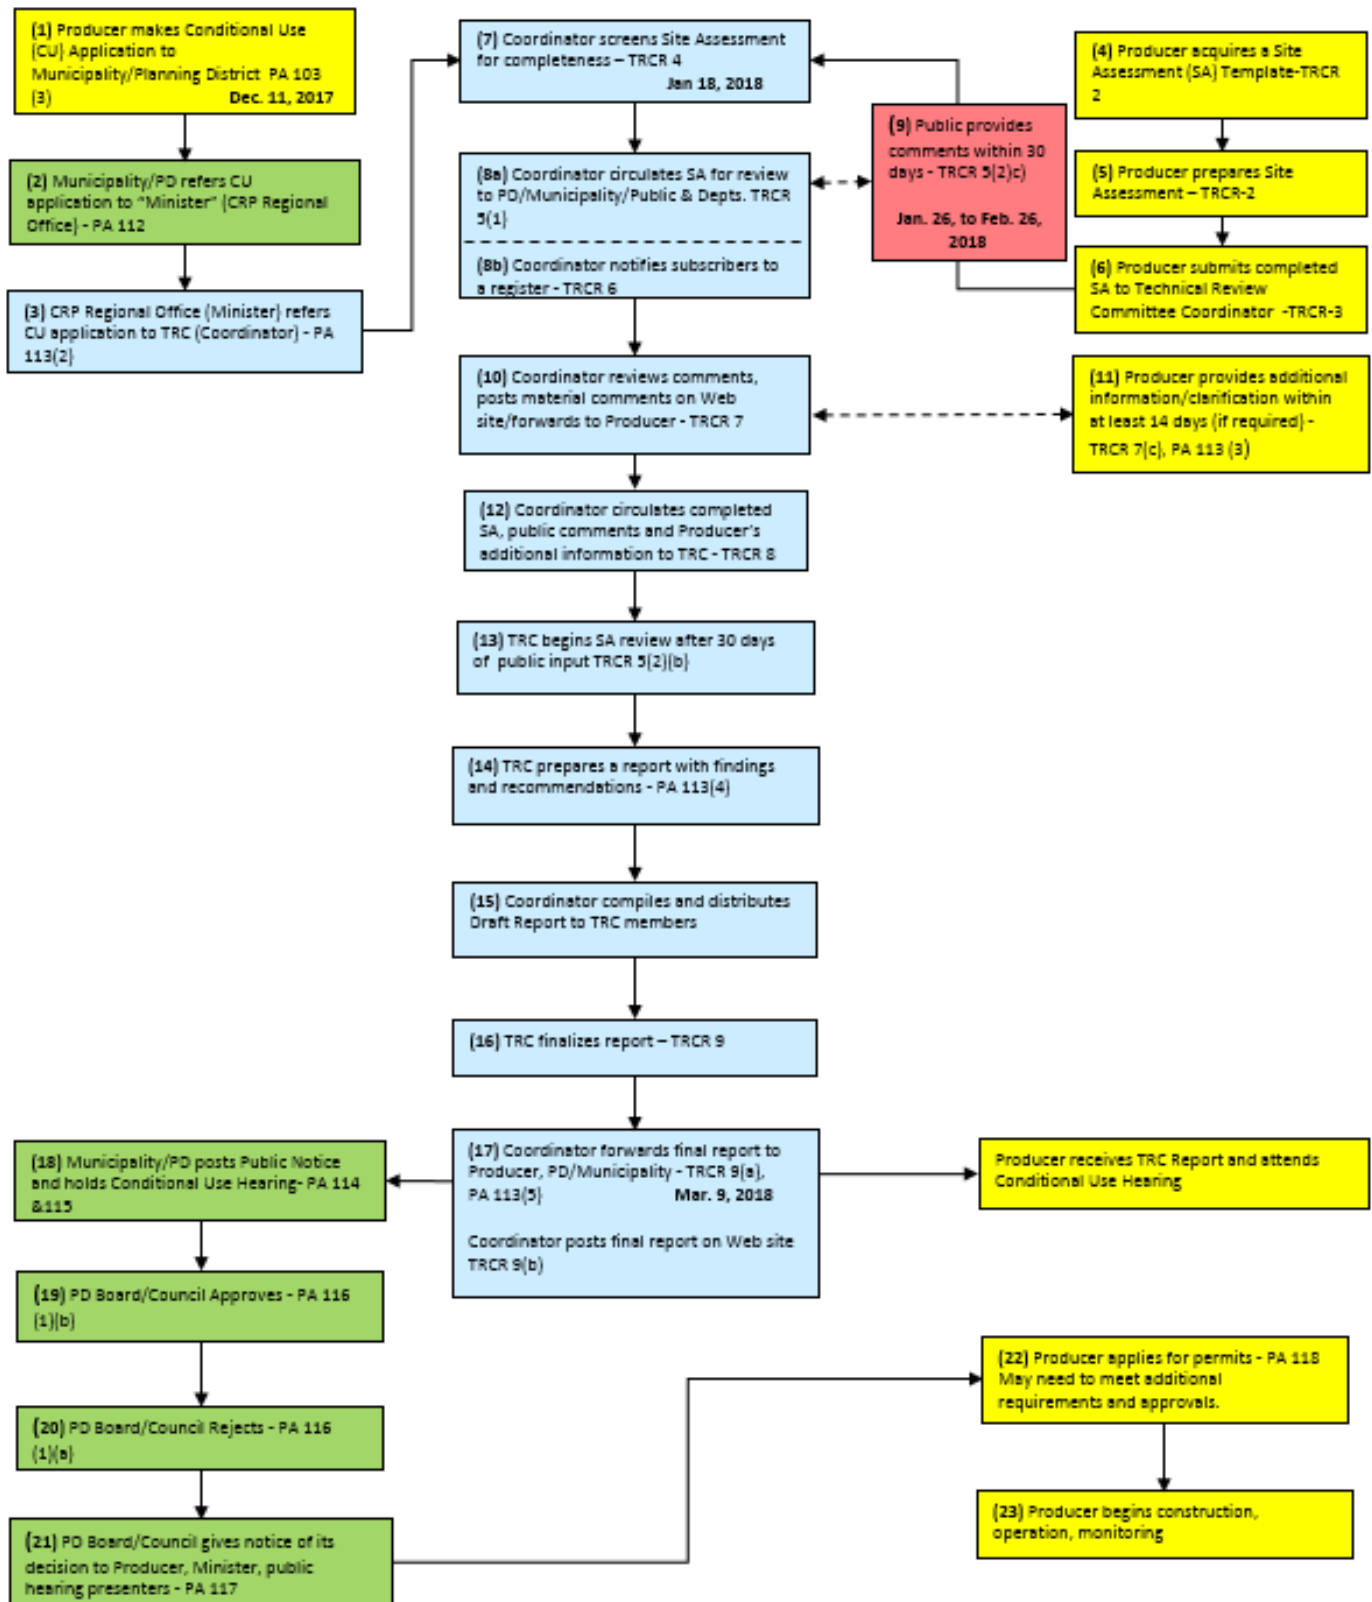 (1) Producer makes Conditional Use
(CU) Application to
Municipality/Planning District PA 103
(3) Dec. 11, 2017
(2) Municipality/PD refers CU
application to "Minister" (CRP Regional
Office) - PA 112
(3) CRP Regional Office (Minister) refers
CU application to TRC (Coordinator) - PA
113(2)
(4) Producer acquires a Site
Assessment (SA) Template-TRCR
2
(5) Producer prepares Site
Assessment – TRCR-2
(6) Producer submits completed
SA to Technical Review
Committee Coordinator -TRCR-3
(7) Coordinator screens Site Assessment
for completeness – TRCR 4
Jan 18, 2018
(8a) Coordinator circulates SA for review
to PD/Municipality/Public & Depts. TRCR
5(1)
(8b) Coordinator notifies subscribers to
a register - TRCR 6
(9) Public provides
comments within 30
days - TRCR 5(2)c)
Jan. 26, to Feb. 26,
2018
(10) Coordinator reviews comments,
posts material comments on Web
site/forwards to Producer - TRCR 7
(11) Producer provides additional
information/clarification within
at least 14 days (if required) -
TRCR 7(c), PA 113 (3)
(12) Coordinator circulates completed
SA, public comments and Producer's
additional information to TRC - TRCR 8
(13) TRC begins SA review after 30 days
of public input TRCR 5(2)(b)
(14) TRC prepares a report with findings
and recommendations - PA 113(4)
(15) Coordinator compiles and distributes
Draft Report to TRC members
(16) TRC finalizes report – TRCR 9
(17) Coordinator forwards final report to
Producer, PD/Municipality - TRCR 9(a),
PA 113(5) Mar. 9, 2018
Coordinator posts final report on Web site
TRCR 9(b)
Producer receives TRC Report and attends
Conditional Use Hearing
(18) Municipality/PD posts Public Notice
and holds Conditional Use Hearing- PA 114
&115
(19) PD Board/Council Approves - PA 116
(1)(b)
(20) PD Board/Council Rejects - PA 116
(1)(a)
(21) PD Board/Council gives notice of its
decision to Producer, Minister, public
hearing presenters - PA 117
(22) Producer applies for permits - PA 118
May need to meet additional
requirements and approvals.
(23) Producer begins construction,
operation, monitoring